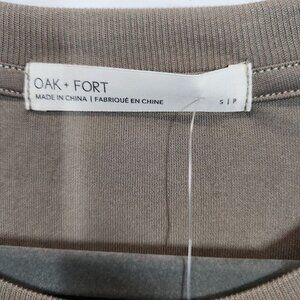 OAK + FORT
MADE IN CHINA | FABRIQUÉ EN CHINE
S | P